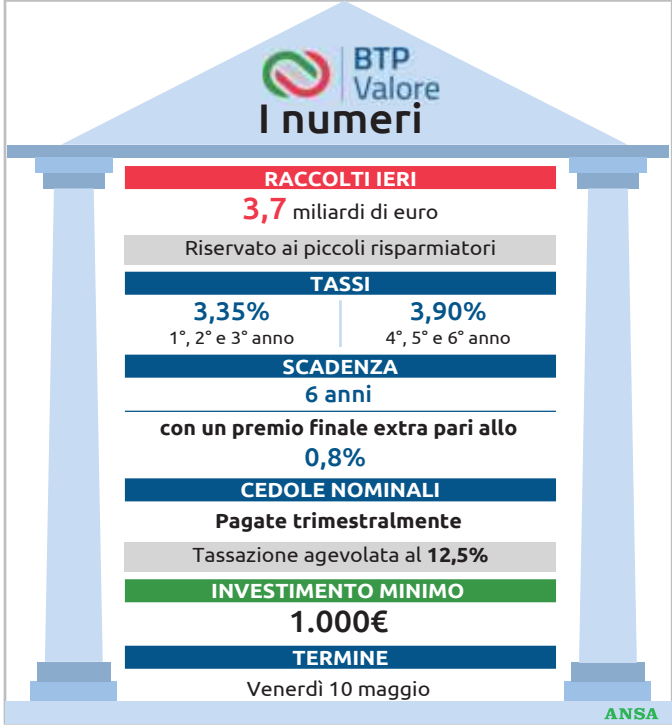 BTP
Valore
I numeri
RACCOLTI IERI
3,7 miliardi di euro
Riservato ai piccoli risparmiatori
TASSI
3,35% 3,90%
1°, 2° e 3° anno 4°, 5° e 6° anno
SCADENZA
6 anni
con un premio finale extra pari allo
0,8%
CEDOLE NOMINALI
Pagate trimestralmente
Tassazione agevolata al 12,5%
INVESTIMENTO MINIMO
1.000€
TERMINE
Venerdì 10 maggio
ANSA